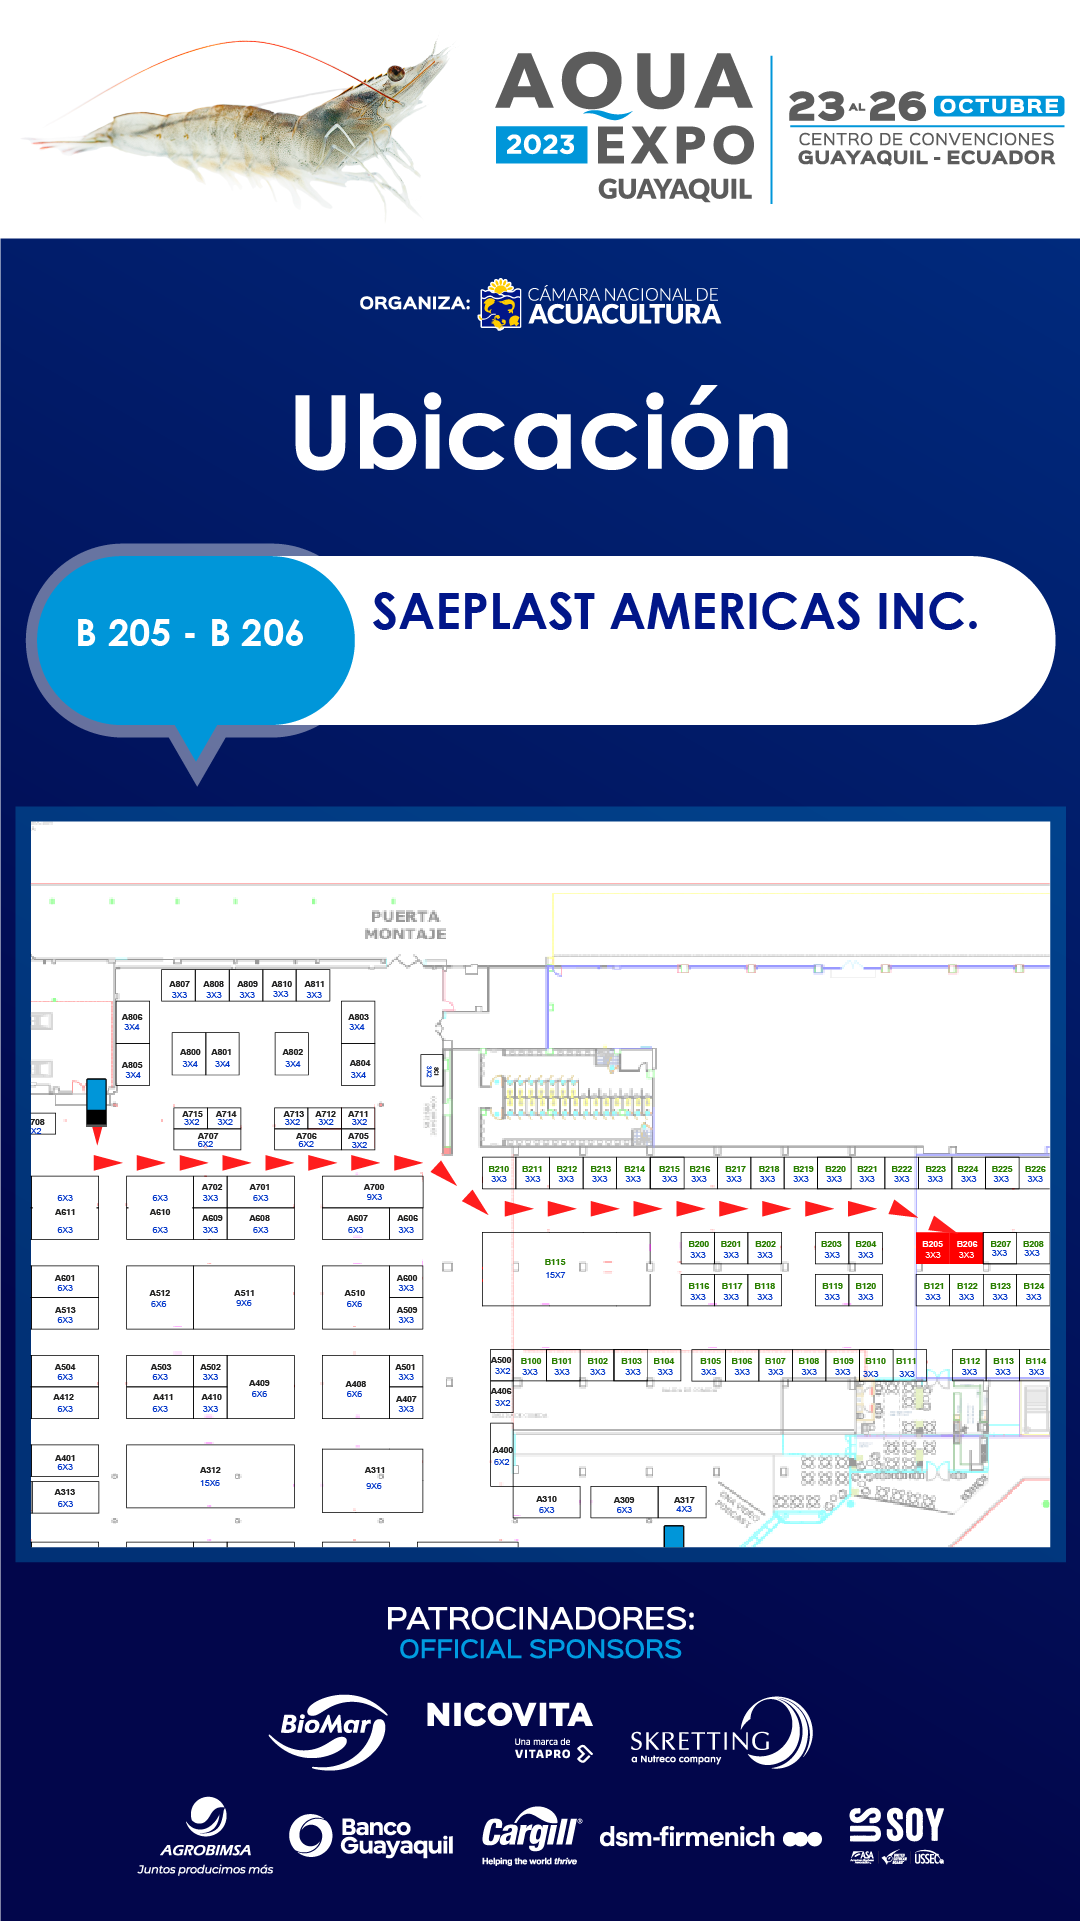 AQUA
2023 EXPO
GUAYAQUIL
23 AL 26 OCTUBRE
CENTRO DE CONVENCIONES
GUAYAQUIL - ECUADOR
ORGANIZA: CÁMARA NACIONAL DE
ACUACULTURA
Ubicación
B 205 - B 206
SAEPLAST AMERICAS INC.
PUERTA
MONTAJE
A807 A808 A809 A810 A811
3X3 3X3 3X3 3X3 3X3
A806 A803
3X4 3X4
A800 A801 A802
3X4 3X4 3X4
A805 A804
3X4 3X4
3X2
A715 A714 A713 A712 A711
3X2 3X2 3X2 3X2 3X2
708
X2
A707 A706 A705
6X2 6X2 3X2
B210 B211 B212 B213 B214 B215 B216 B217 B218 B219 B220 B221 B222 B223 B224 B225 B226
3X3 3X3 3X3 3X3 3X3 3X3 3X3 3X3 3X3 3X3 3X3 3X3 3X3 3X3 3X3 3X3 3X3
A702 A701 A700
6X3 6X3 3X3 6X3 9X3
A611 A610 A609 A608 A607 A606
6X3 6X3 3X3 6X3 6X3 3X3
B200 B201 B202 B203 B204 B205 B206 B207 B208
3X3 3X3 3X3 3X3 3X3 3X3 3X3 3X3 3X3
B115
15X7
A601 A600
6X3 3X3
A512 A511 A510
6X6 9X6 6X6
A513 A509
6X3 3X3
B116 B117 B118 B119 B120 B121 B122 B123 B124
3X3 3X3 3X3 3X3 3X3 3X3 3X3 3X3 3X3
A504 A503 A502 A501
6X3 6X3 3X3 3X3
A409 A408
6X6 6X6
A412 A411 A410 A407
6X3 6X3 3X3 3X3
A500 B100 B101 B102 B103 B104 B105 B106 B107 B108 B109 B110 B111 B112 B113 B114
3X2 3X3 3X3 3X3 3X3 3X3 3X3 3X3 3X3 3X3 3X3 3X3 3X3 3X3 3X3 3X3
A406
3X2
A400
6X2
A401
6X3
A312 A311
15X6 9X6
A313
6X3
A310 A309 A317
6X3 6X3 4X3
CNA VIDEO
PODCAST
PATROCINADORES:
OFFICIAL SPONSORS
BioMar
NICOVITA
Una marca de
VITAPRO
SKRETTING
a Nutreco company
AGROBIMSA
Juntos producimos más
Banco
Guayaquil
Cargill®
Helping the world thrive
dsm-firmenich
US SOY
ASA
USSEC